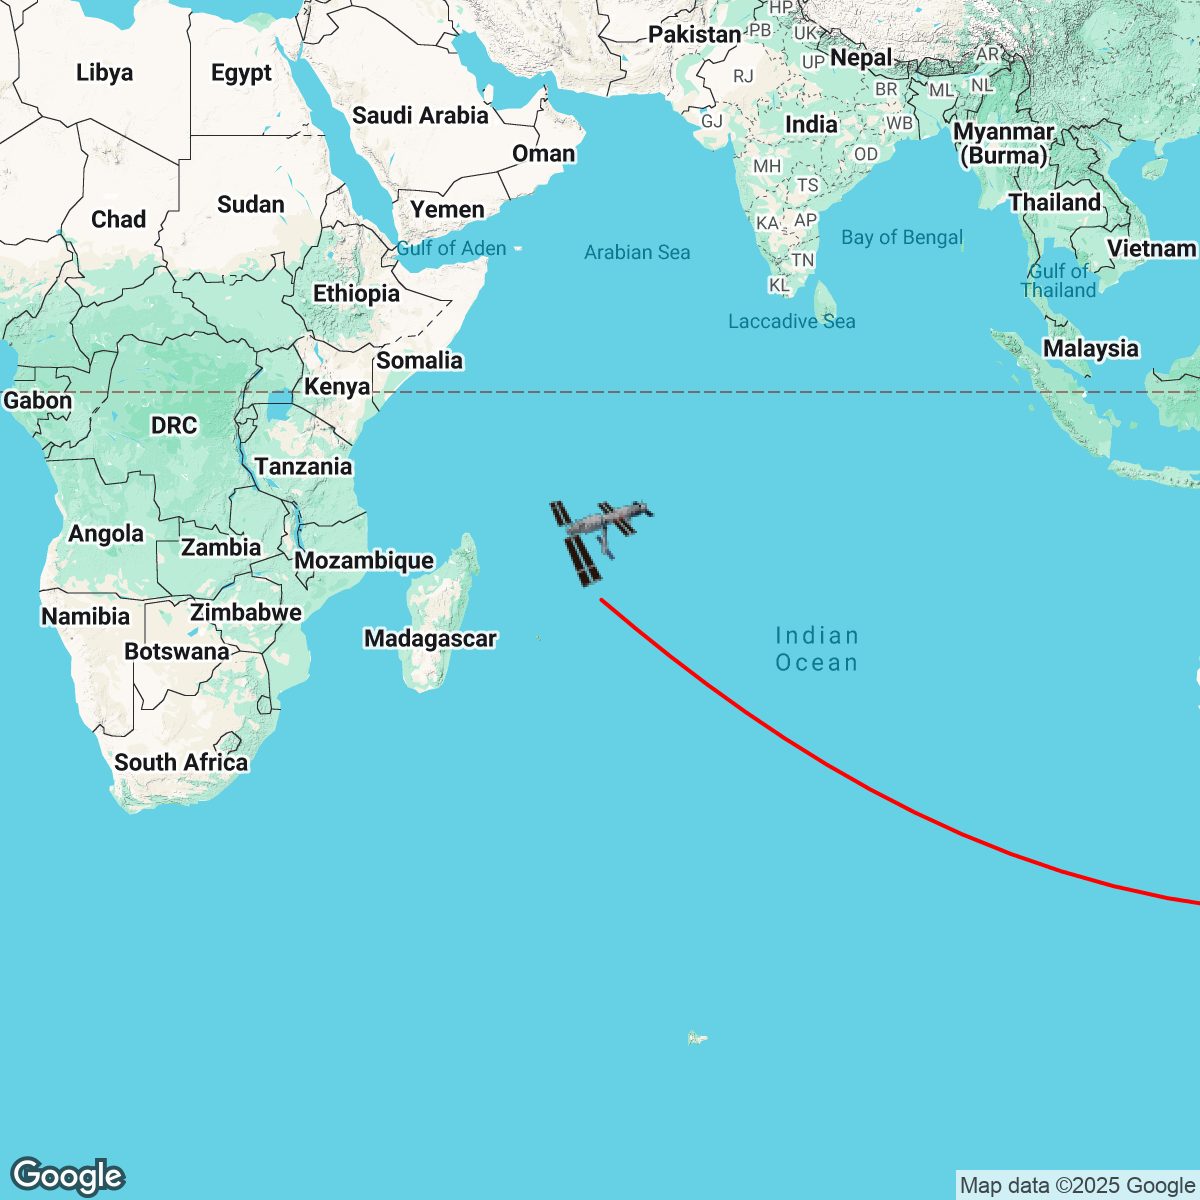 HP
Pakistan
PB
UK
Nepal
AR
Libya
Egypt
RJ
UP
BR
ML
NL
Saudi Arabia
GJ
India
WB
Myanmar
(Burma)
Oman
MH
OD
TS
Thailand
Chad
Sudan
Yemen
KA
AP
Bay of Bengal
Vietnam
Gulf of Aden
Arabian Sea
TN
Gulf of
Thailand
KL
Ethiopia
Laccadive Sea
Malaysia
Somalia
Kenya
Gabon
DRC
Tanzania
Angola
Zambia
Mozambique
Namibia
Zimbabwe
Botswana
Madagascar
Indian
Ocean
South Africa
Google
Map data ©2025 Google